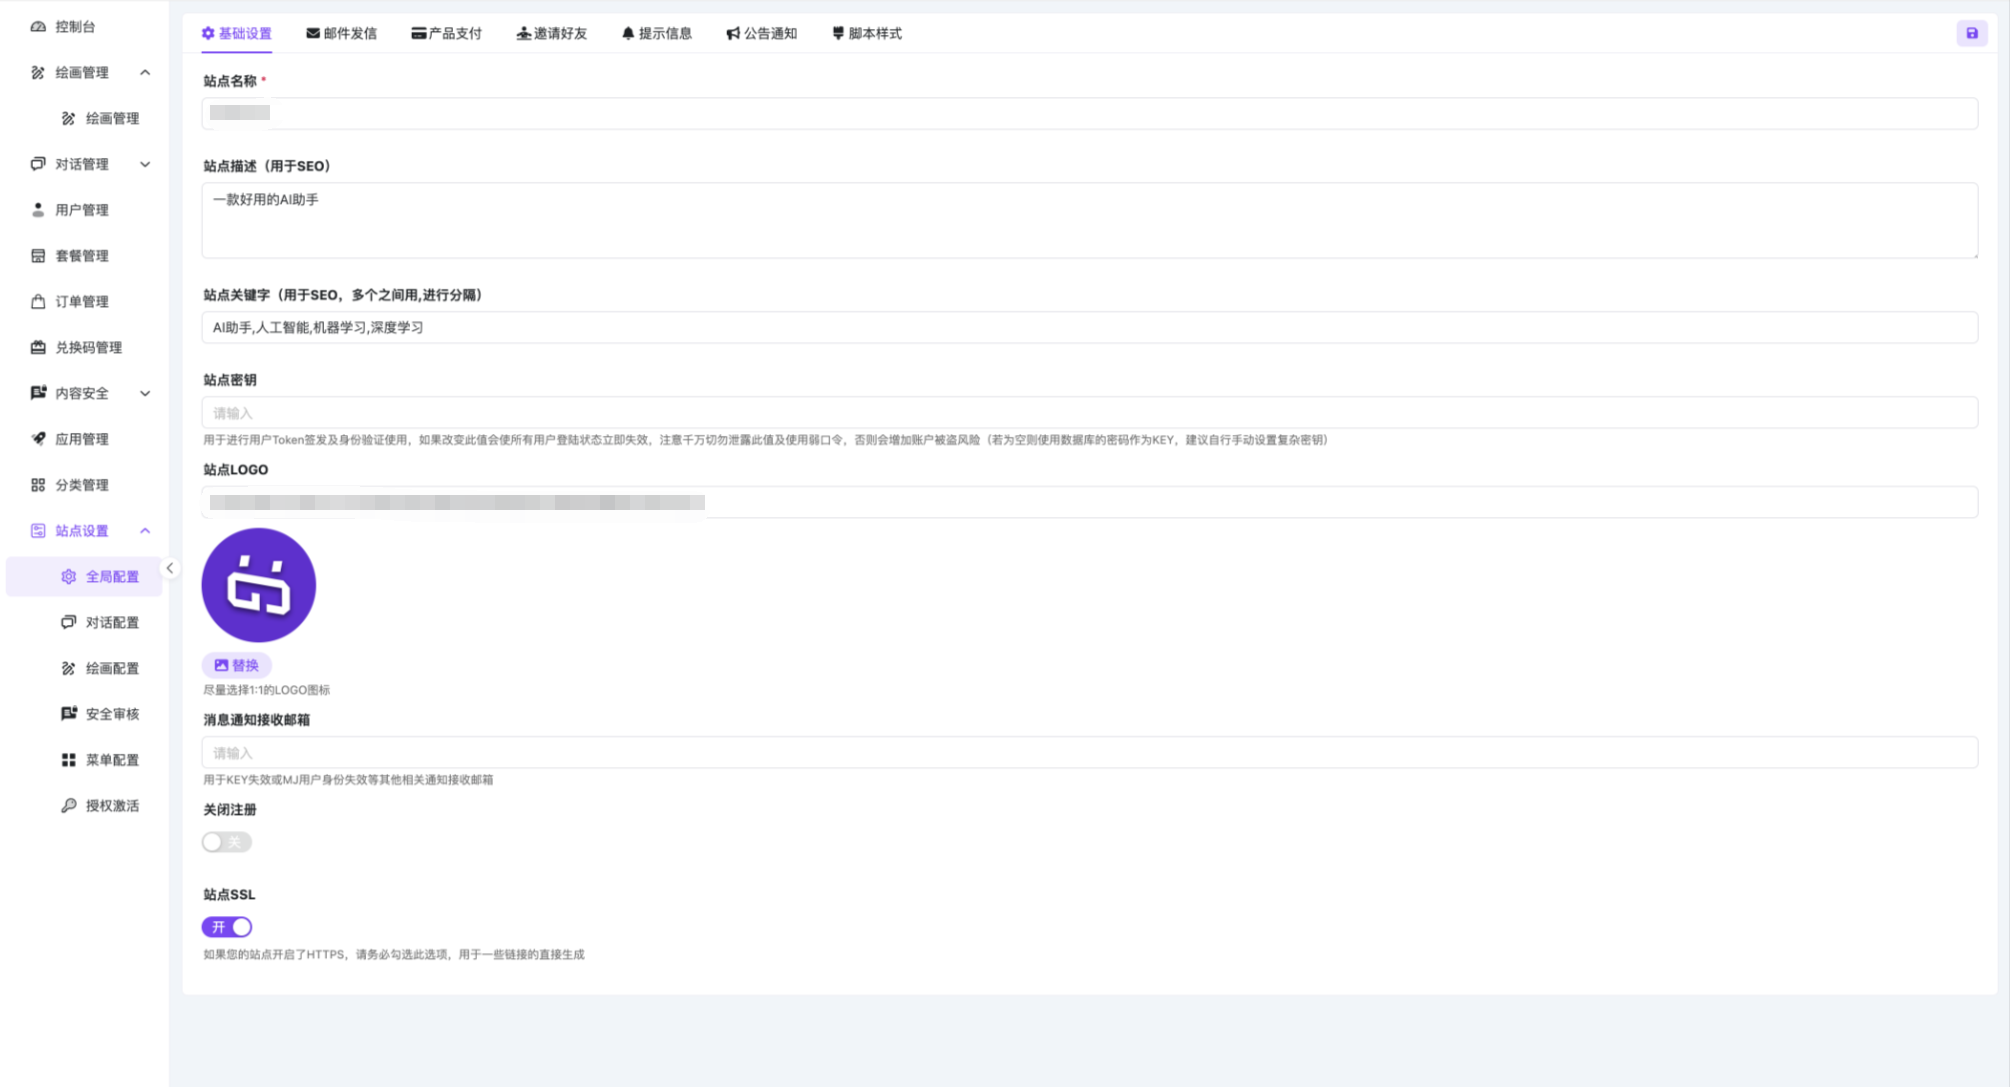 控制台
绘画管理
绘画管理
对话管理
用户管理
套餐管理
订单管理
兑换码管理
内容安全
应用管理
分类管理
站点设置
全局配置
对话配置
绘画配置
安全审核
菜单配置
授权激活
基础设置 邮件发信 产品支付 邀请好友 提示信息 公告通知 脚本样式
站点名称 *
站点描述（用于SEO）
一款好用的AI助手
站点关键字（用于SEO，多个之间用,进行分隔）
AI助手,人工智能,机器学习,深度学习
站点密钥
请输入
用于进行用户Token签发及身份验证使用，如果改变此值会使所有用户登陆状态立即失效，注意千万切勿泄露此值及使用弱口令，否则会增加账户被盗风险（若为空则使用数据库的密码作为KEY，建议自行手动设置复杂密钥）
站点LOGO
替换
尽量选择1:1的LOGO图标
消息通知接收邮箱
请输入
用于KEY失效或MJ用户身份失效等其他相关通知接收邮箱
关闭注册
关
站点SSL
开
如果您的站点开启了HTTPS，请务必勾选此选项，用于一些链接的直接生成